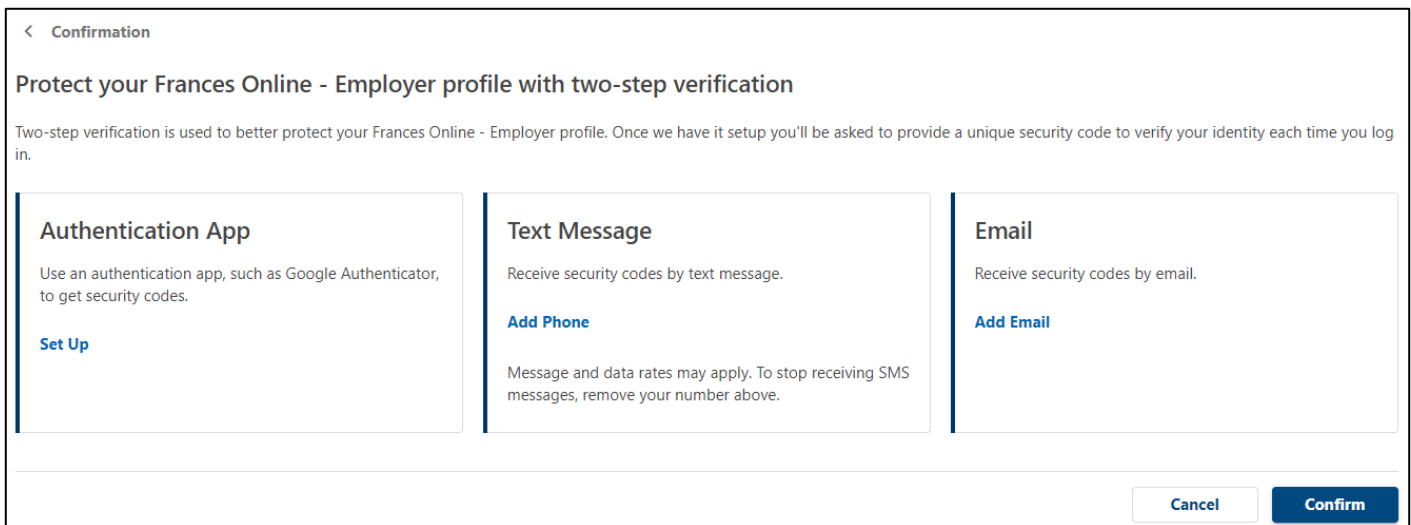 Confirmation
Protect your Frances Online - Employer profile with two-step verification
Two-step verification is used to better protect your Frances Online - Employer profile. Once we have it setup you'll be asked to provide a unique security code to verify your identity each time you log
in.
Authentication App
Use an authentication app, such as Google Authenticator,
to get security codes.
Set Up
Text Message
Receive security codes by text message.
Add Phone
Message and data rates may apply. To stop receiving SMS
messages, remove your number above.
Email
Receive security codes by email.
Add Email
Cancel
Confirm